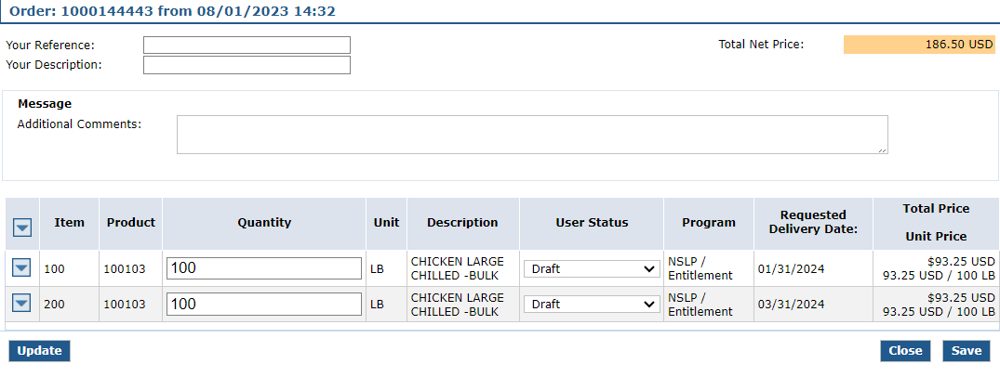 Order: 1000144443 from 08/01/2023 14:32
Your Reference:
Total Net Price: 186.50 USD
Your Description:
Message
Additional Comments:
Item Product Quantity Unit Description User Status Program Requested Delivery Date: Total Price Unit Price
100 100103 100 LB CHICKEN LARGE CHILLED -BULK Draft NSLP / Entitlement 01/31/2024 $93.25 USD 93.25 USD / 100 LB
200 100103 100 LB CHICKEN LARGE CHILLED -BULK Draft NSLP / Entitlement 03/31/2024 $93.25 USD 93.25 USD / 100 LB
Update Close Save